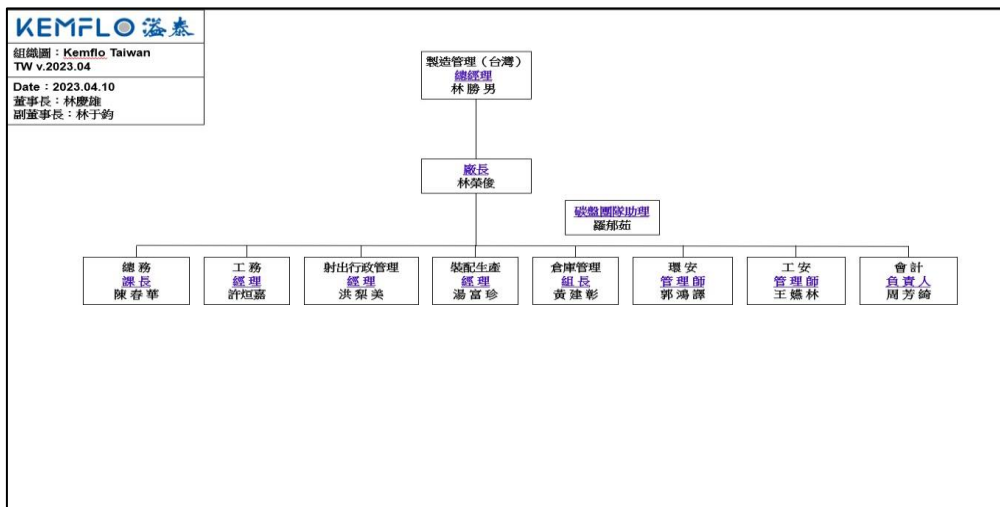 KEMFLO 溢泰
組織圖：Kemflo Taiwan
TW v.2023.04
Date：2023.04.10
董事長：林慶雄
副董事長：林于鈞
製造管理（台灣）
總經理
林勝男
廠長
林榮俊
碳盤團隊助理
羅郁茹
總務
課長
陳春華
工務
經理
許烜嘉
射出行政管理
經理
洪梨美
裝配生產
經理
湯富珍
倉庫管理
組長
黃建彰
環安
管理師
郭鴻譯
工安
管理師
王嬿林
會計
負責人
周芳綺